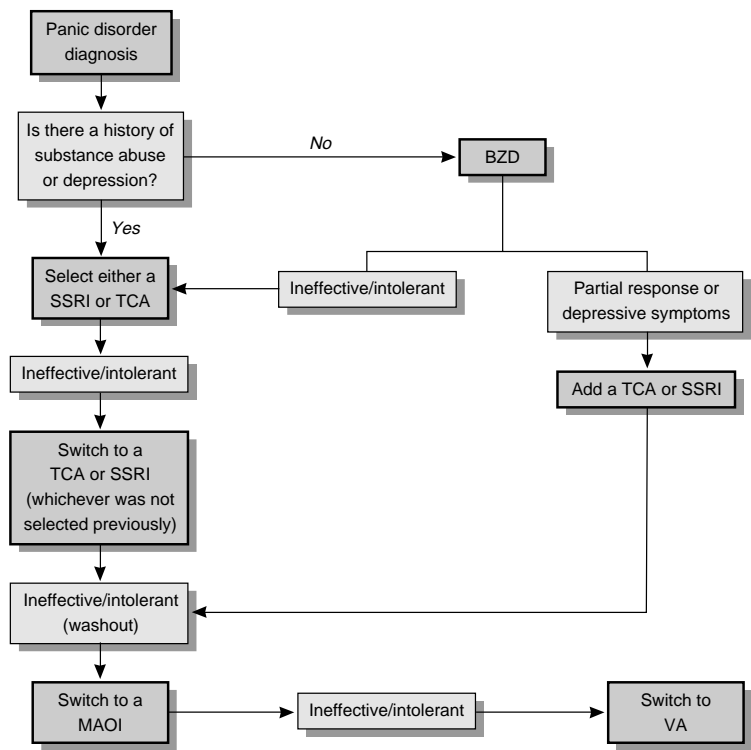 Panic disorder
diagnosis
Is there a history of
substance abuse
or depression?
No
BZD
Yes
Select either a
SSRI or TCA
Ineffective/intolerant
Partial response or
depressive symptoms
Ineffective/intolerant
Add a TCA or SSRI
Switch to a
TCA or SSRI
(whichever was not
selected previously)
Ineffective/intolerant
(washout)
Switch to a
MAOI
Ineffective/intolerant
Switch to
VA